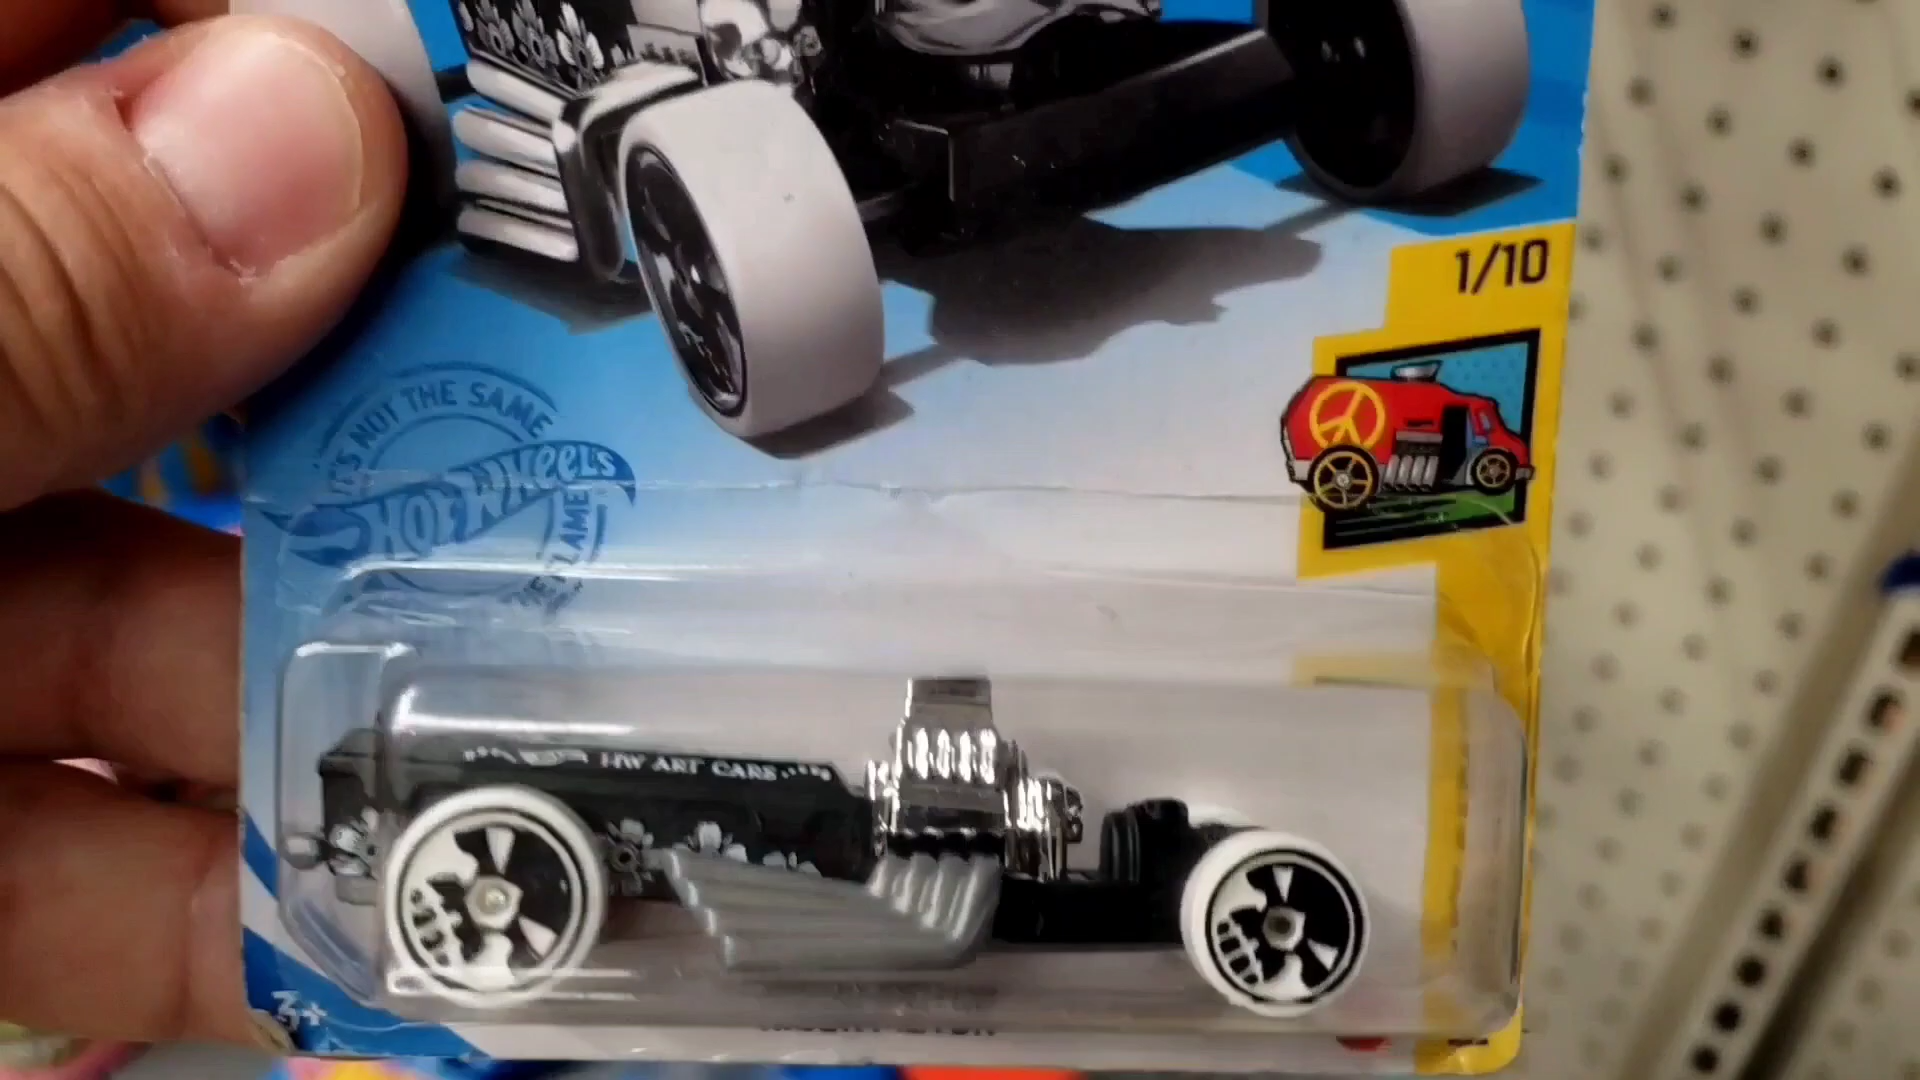 1/10
IT'S NOT THE SAME
Hot Wheels
HW ART CARS
3+